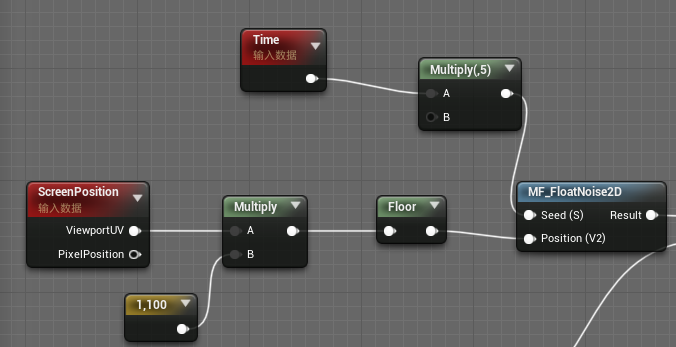 Time
输入数据
Multiply(,5)
A
B
ScreenPosition
输入数据
ViewportUV
PixelPosition
Multiply
A
B
Floor
MF_FloatNoise2D
Seed (S) Result
Position (V2)
1,100